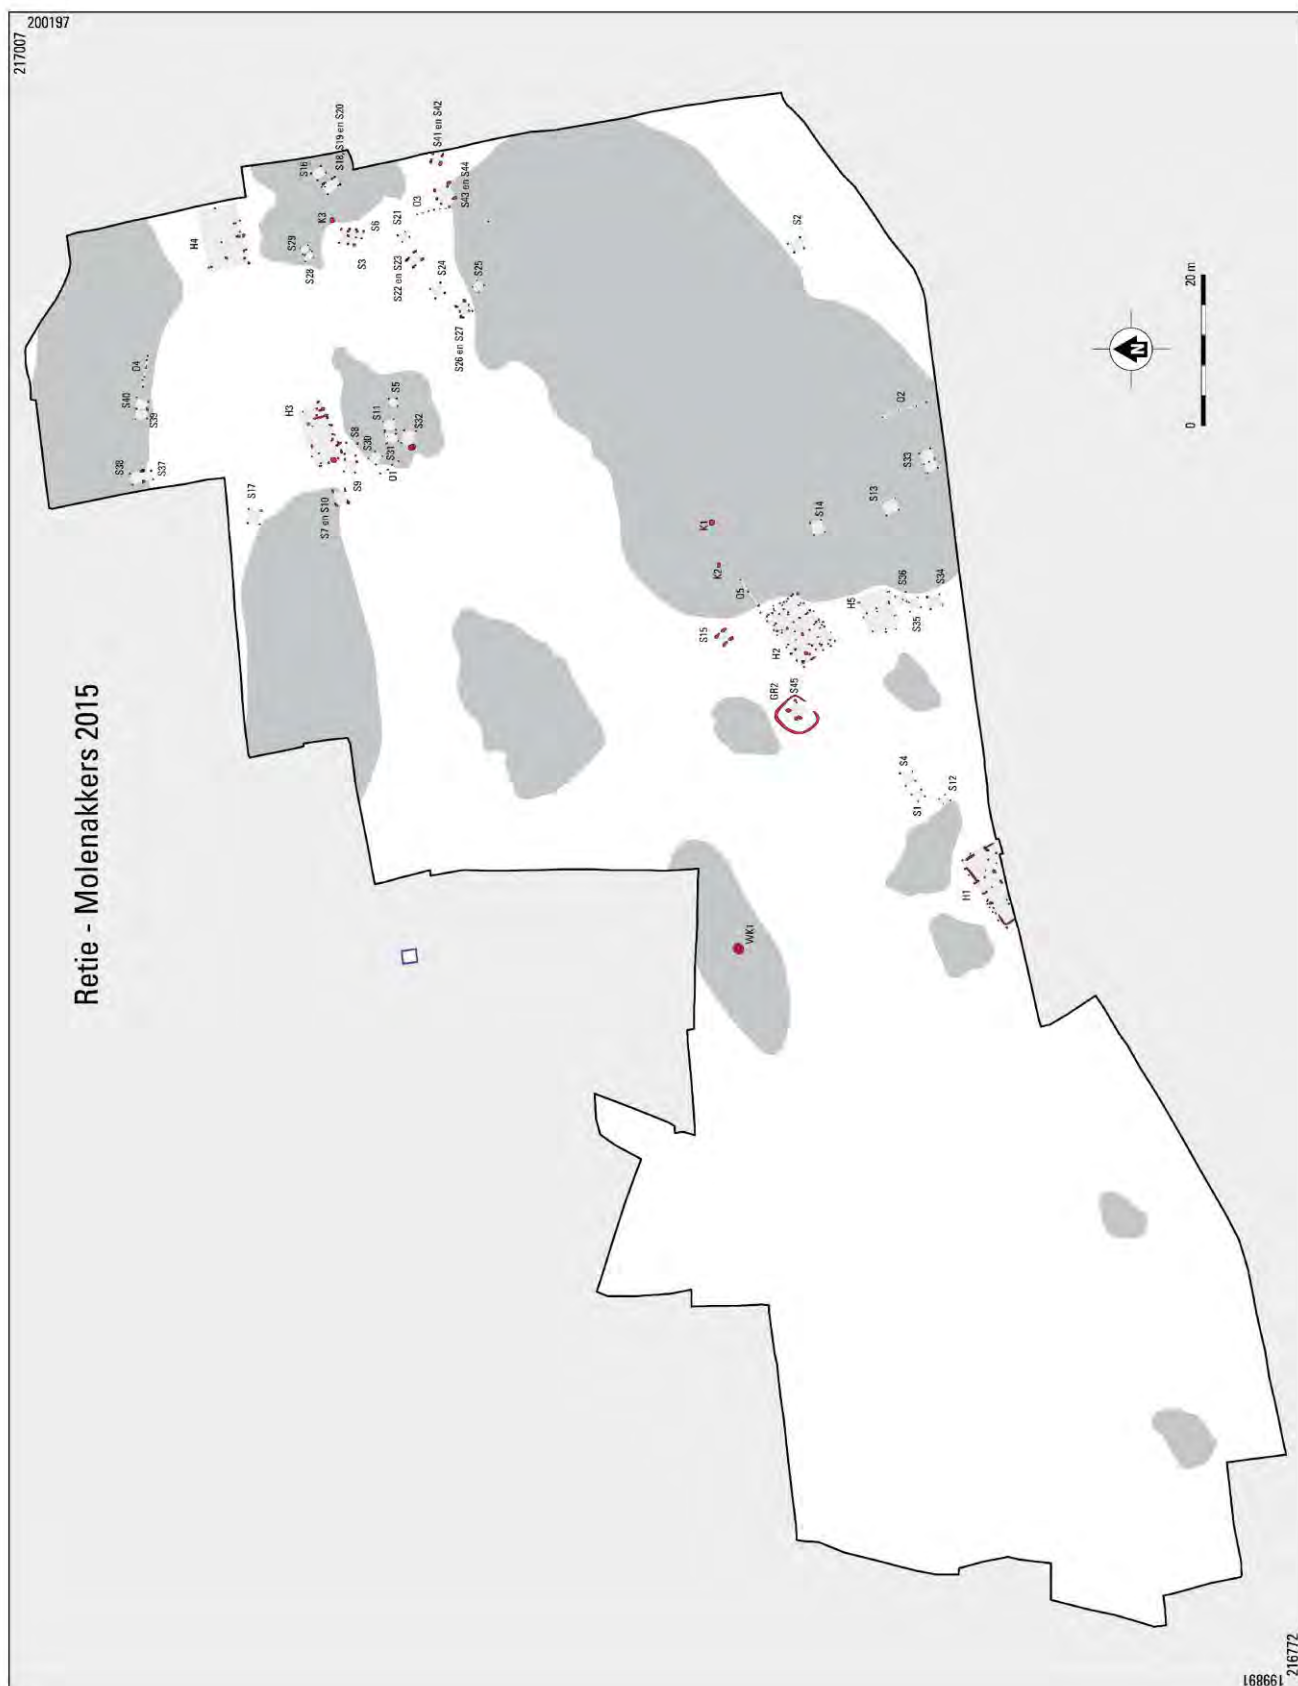 200197
217007
Retie - Molenakkers 2015
S16
S18, S19 en S20
S41 en S42
H4
K3
S29
S28
S6
S3
O3
S43 en S44
S21
S22 en S23
S24
S25
S26 en S27
S2
O4
S40
S39
S38
S37
S17
H3
S8
S30
S11
S5
S31
S32
O1
S9
S7 en S10
20 m
0
N
O2
S33
S13
S14
K1
K2
O5
S15
H2
H5
S36
S34
S35
GR2
S45
S4
S1
S12
H1
WK1
199891
216772